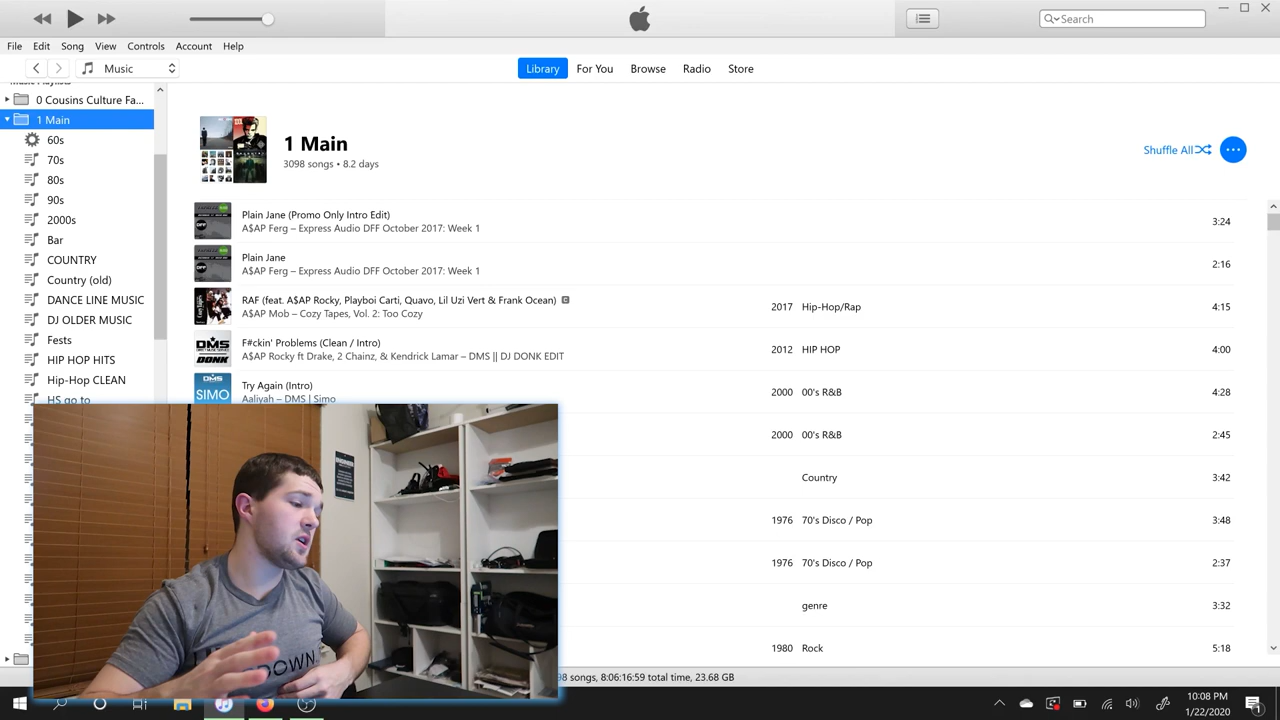 Search
File Edit Song View Controls Account Help
Music
Library For You Browse Radio Store
0 Cousins Culture Fa...
1 Main
60s
70s
80s
90s
2000s
Bar
COUNTRY
Country (old)
DANCE LINE MUSIC
DJ OLDER MUSIC
Fests
HIP HOP HITS
Hip-Hop CLEAN
HS go to
1 Main
3098 songs • 8.2 days
Shuffle All
Plain Jane (Promo Only Intro Edit)
A$AP Ferg – Express Audio DFF October 2017: Week 1
3:24
Plain Jane
A$AP Ferg – Express Audio DFF October 2017: Week 1
2:16
RAF (feat. A$AP Rocky, Playboi Carti, Quavo, Lil Uzi Vert & Frank Ocean)
A$AP Mob – Cozy Tapes, Vol. 2: Too Cozy
2017 Hip-Hop/Rap 4:15
F#ckin' Problems (Clean / Intro)
A$AP Rocky ft Drake, 2 Chainz, & Kendrick Lamar – DMS || DJ DONK EDIT
2012 HIP HOP 4:00
DMS
DONK
Try Again (Intro)
Aaliyah – DMS | Simo
2000 00's R&B 4:28
DMS
SIMO
2000 00's R&B 2:45
Country 3:42
1976 70's Disco / Pop 3:48
1976 70's Disco / Pop 2:37
genre 3:32
1980 Rock 5:18
98 songs, 8:06:16:59 total time, 23.68 GB
DOWN
10:08 PM
1/22/2020